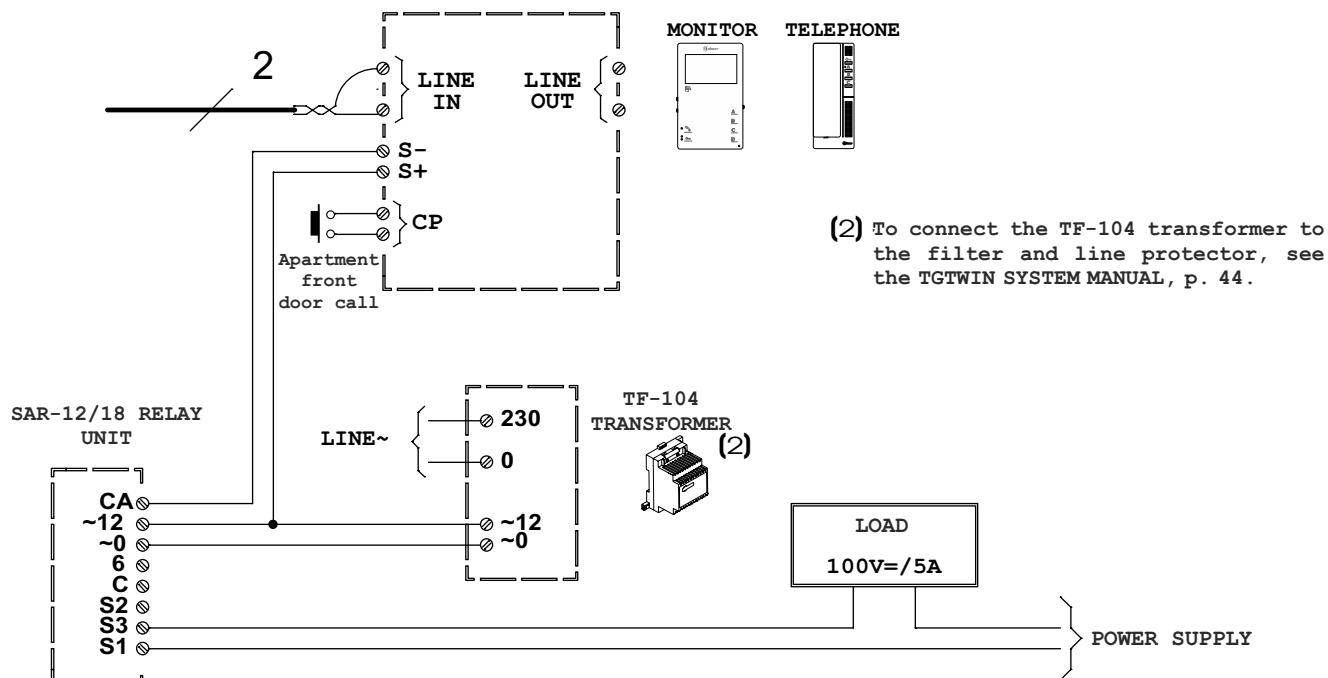 MONITOR TELEPHONE
2
LINE
IN
LINE
OUT
S-
S+
CP
Apartment
front
door call
A
B
C
D
(2) To connect the TF-104 transformer to
the filter and line protector, see
the TGTWIN SYSTEM MANUAL, p. 44.
SAR-12/18 RELAY
UNIT
CA
~12
~0
6
C
S2
S3
S1
LINE~
230
0
~12
~0
TF-104
TRANSFORMER
(2)
LOAD
100V=/5A
POWER SUPPLY